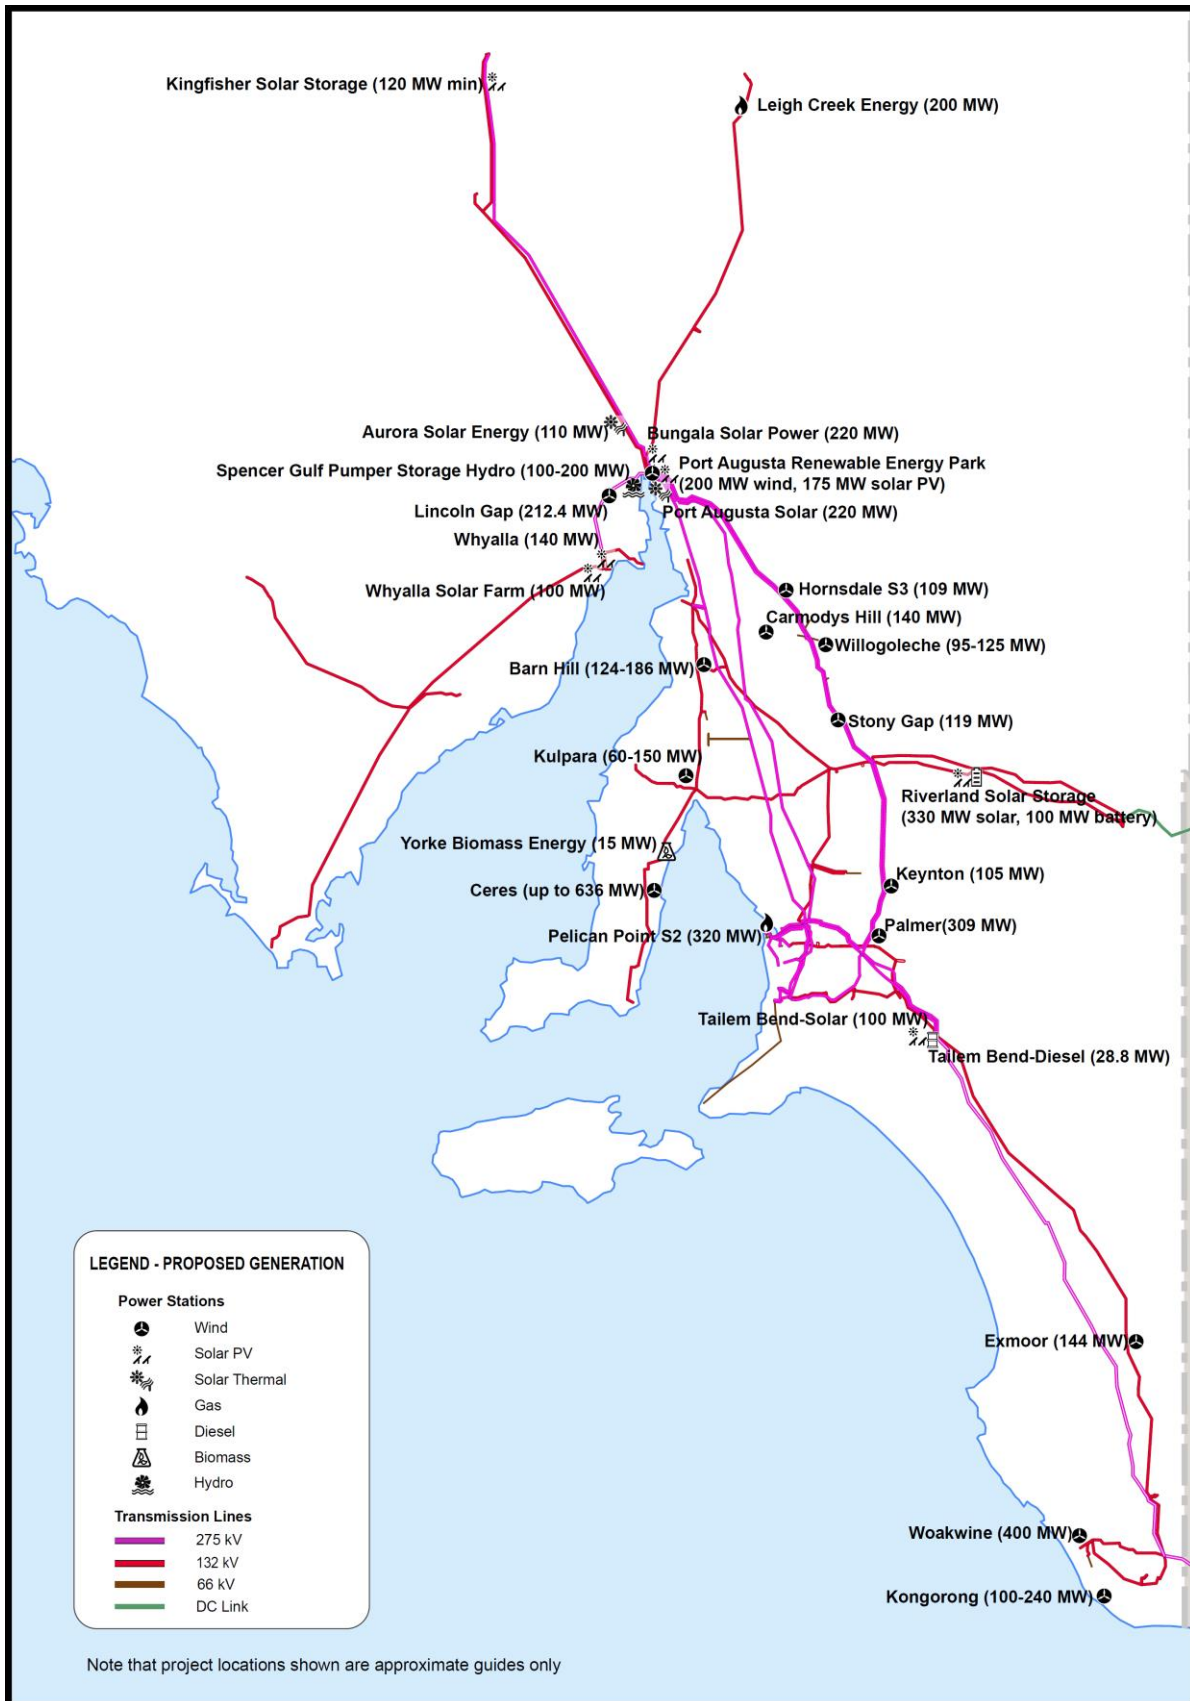 Kingfisher Solar Storage (120 MW min)
Leigh Creek Energy (200 MW)
Aurora Solar Energy (110 MW)
Bungala Solar Power (220 MW)
Spencer Gulf Pumper Storage Hydro (100-200 MW)
Port Augusta Renewable Energy Park
(200 MW wind, 175 MW solar PV)
Lincoln Gap (212.4 MW)
Port Augusta Solar (220 MW)
Whyalla (140 MW)
Whyalla Solar Farm (100 MW)
Hornsdale S3 (109 MW)
Carmodys Hill (140 MW)
Willogoleche (95-125 MW)
Barn Hill (124-186 MW)
Stony Gap (119 MW)
Kulpara (60-150 MW)
Riverland Solar Storage
(330 MW solar, 100 MW battery)
Yorke Biomass Energy (15 MW)
Keynton (105 MW)
Ceres (up to 636 MW)
Palmer(309 MW)
Pelican Point S2 (320 MW)
Tailem Bend-Solar (100 MW)
Tailem Bend-Diesel (28.8 MW)
LEGEND - PROPOSED GENERATION
Power Stations
Wind
Solar PV
Solar Thermal
Gas
Diesel
Biomass
Hydro
Transmission Lines
275 kV
132 kV
66 kV
DC Link
Exmoor (144 MW)
Woakwine (400 MW)
Kongorong (100-240 MW)
Note that project locations shown are approximate guides only